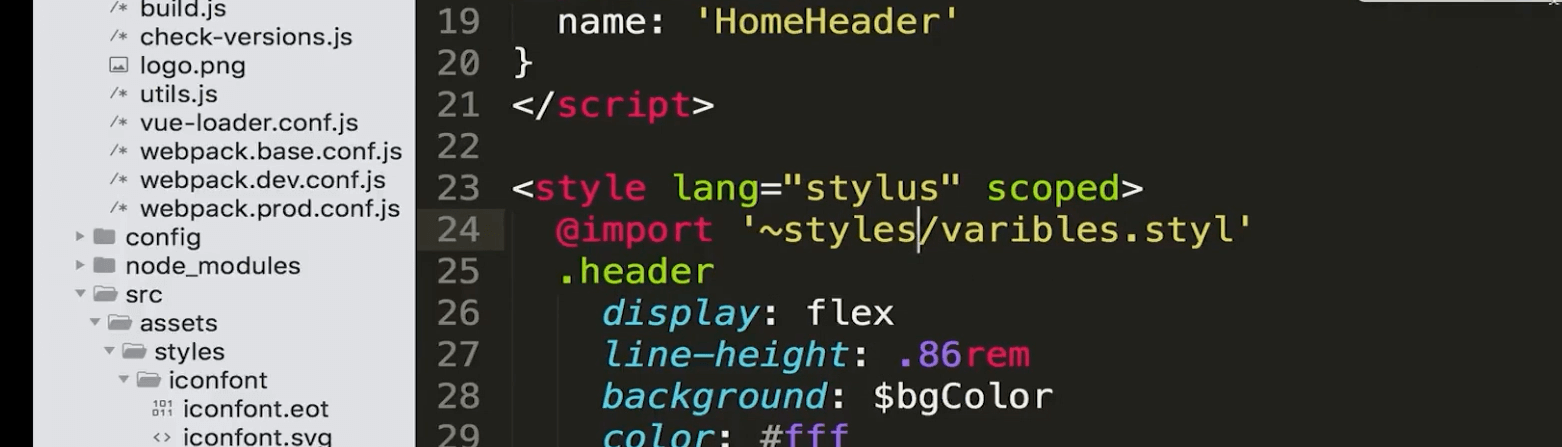 build.js
/* check-versions.js
logo.png
/* utils.js
/* vue-loader.conf.js
/* webpack.base.conf.js
/* webpack.dev.conf.js
/* webpack.prod.conf.js
config
node_modules
src
assets
styles
iconfont
iconfont.eot
<> iconfont.svg
19 name: 'HomeHeader'
20 }
21 </script>
22
23 <style lang="stylus" scoped>
24 @import '~styles/varibles.styl'
25 .header
26 display: flex
27 line-height: .86rem
28 background: $bgColor
29 color: #fff